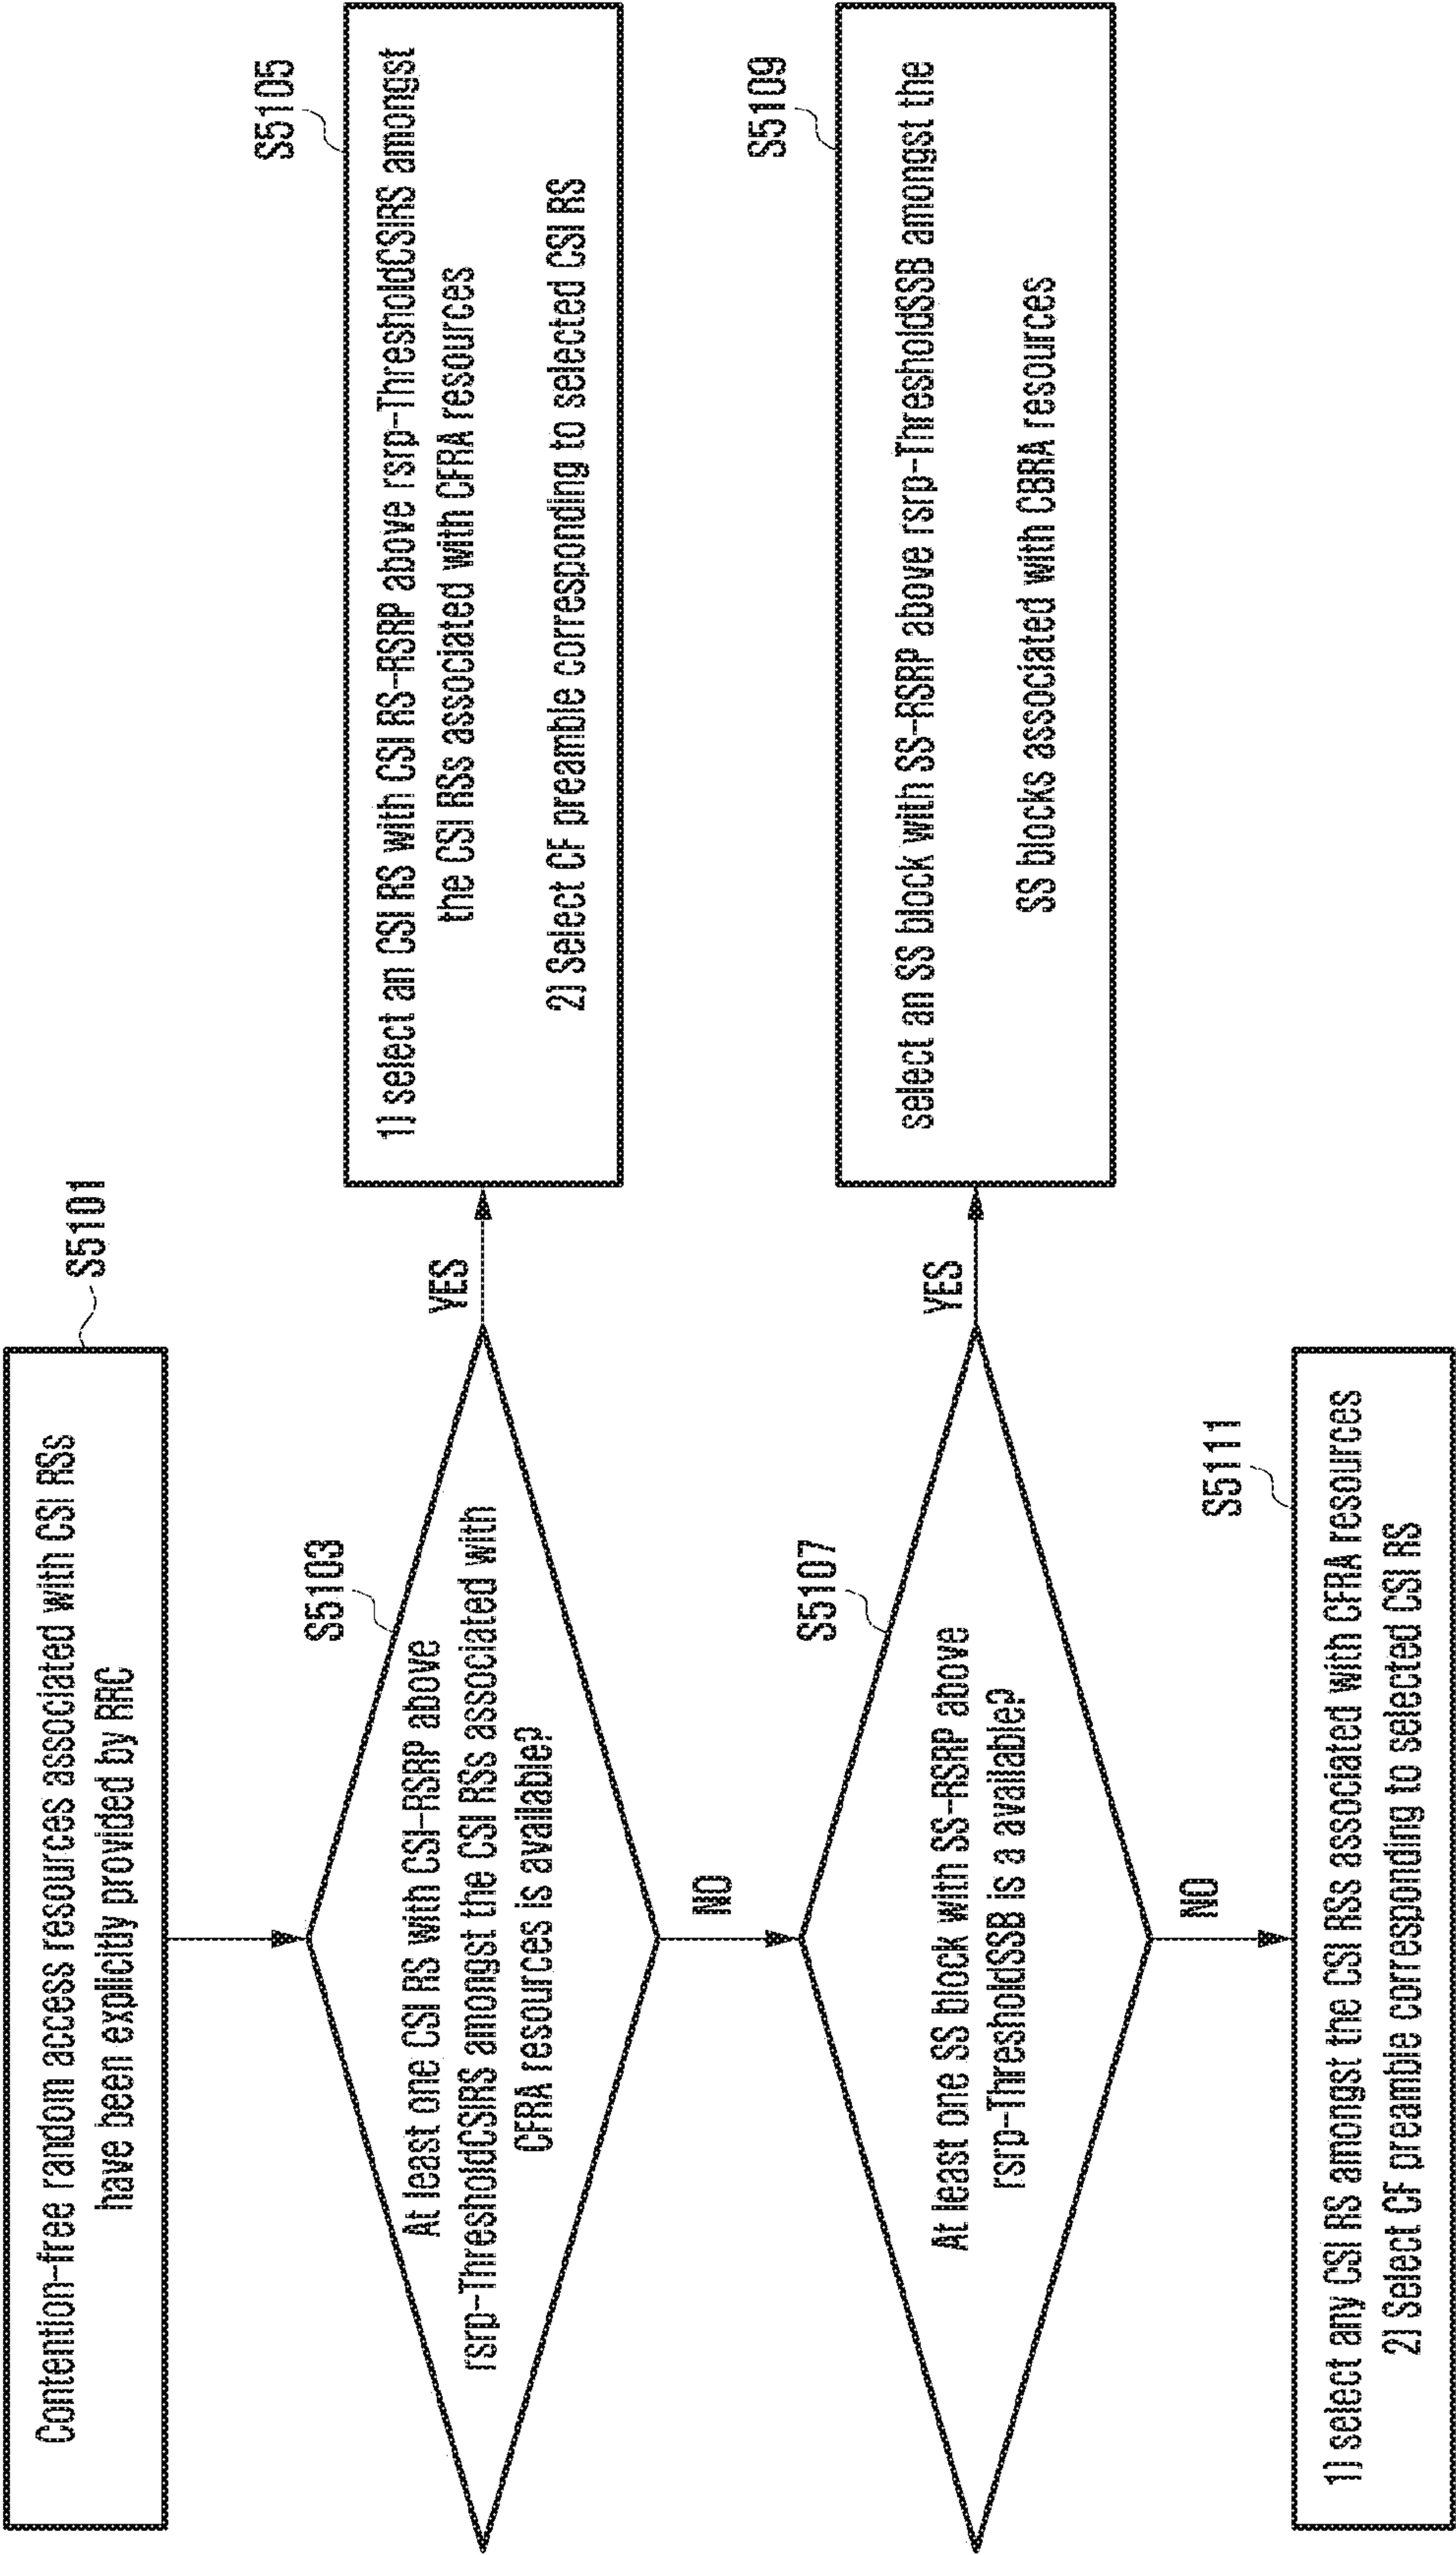 S5101
Contention-free random access resources associated with CSI RSs
have been explicitly provided by RRC
S5103
At least one CSI RS with CSI-RSRP above
rsrp-ThresholdCSIRS amongst the CSI RSs associated with
CFRA resources is available?
YES
S5105
1) select an CSI RS with CSI RS-RSRP above rsrp-ThresholdCSIRS amongst
the CSI RSs associated with CFRA resources
2) Select CF preamble corresponding to selected CSI RS
NO
S5107
At least one SS block with SS-RSRP above
rsrp-ThresholdSSB is a available?
YES
S5109
select an SS block with SS-RSRP above rsrp-ThresholdSSB amongst the
SS blocks associated with CBRA resources
NO
S5111
1) select any CSI RS amongst the CSI RSs associated with CFRA resources
2) Select CF preamble corresponding to selected CSI RS